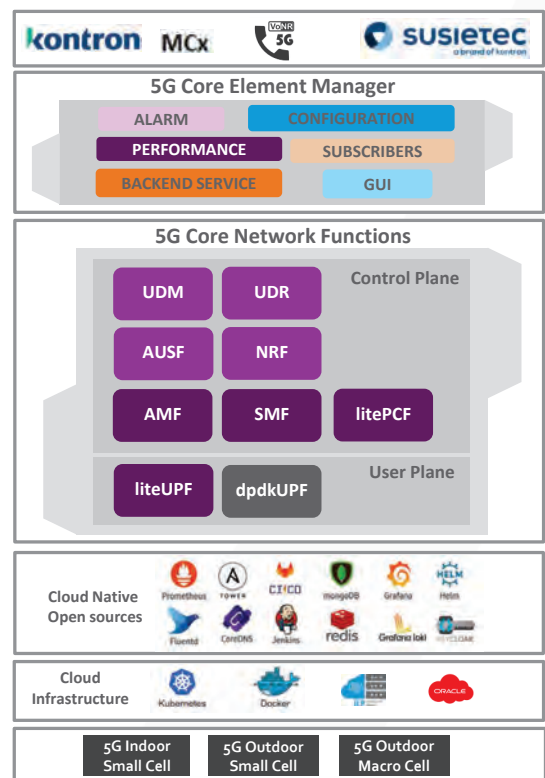 kontron
MCx
VoNR
5G
SUSIETEC
a brand of kontron
5G Core Element Manager
ALARM
CONFIGURATION
PERFORMANCE
SUBSCRIBERS
BACKEND SERVICE
GUI
5G Core Network Functions
Control Plane
UDM
UDR
AUSF
NRF
AMF
SMF
litePCF
User Plane
liteUPF
dpdkUPF
Cloud Native
Open sources
Prometheus
TOWER
CI/CD
mongoDB
Grafana
Helm
HELM
Fluentd
CoreDNS
Jenkins
redis
Grafana loki
Cloud
Infrastructure
Kubernetes
Docker
ORACLE
5G Indoor
Small Cell
5G Outdoor
Small Cell
5G Outdoor
Macro Cell